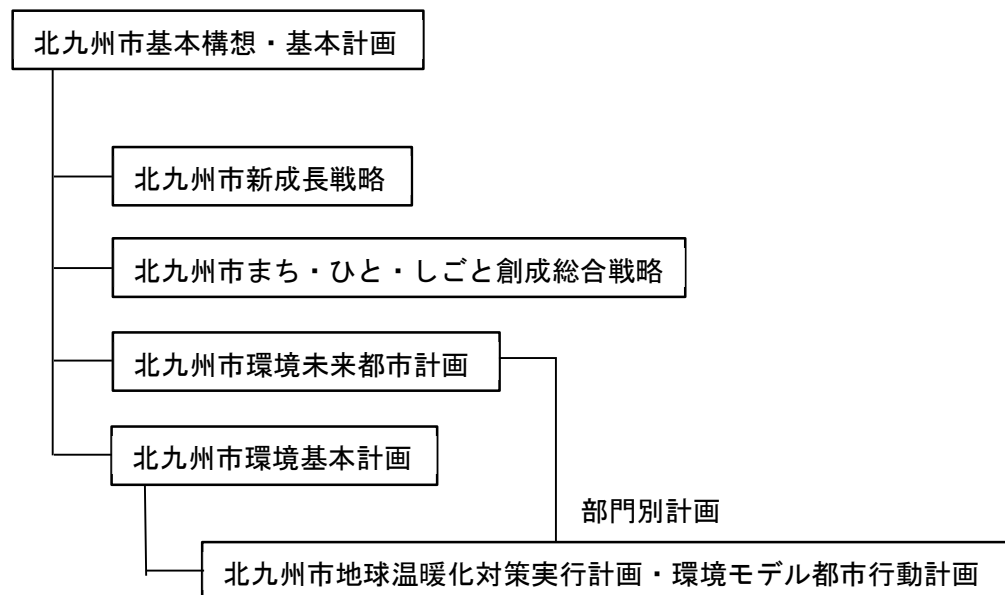 北九州市基本構想・基本計画
北九州市新成長戦略
北九州市まち・ひと・しごと創成総合戦略
北九州市環境未来都市計画
北九州市環境基本計画
部門別計画
北九州市地球温暖化対策実行計画・環境モデル都市行動計画